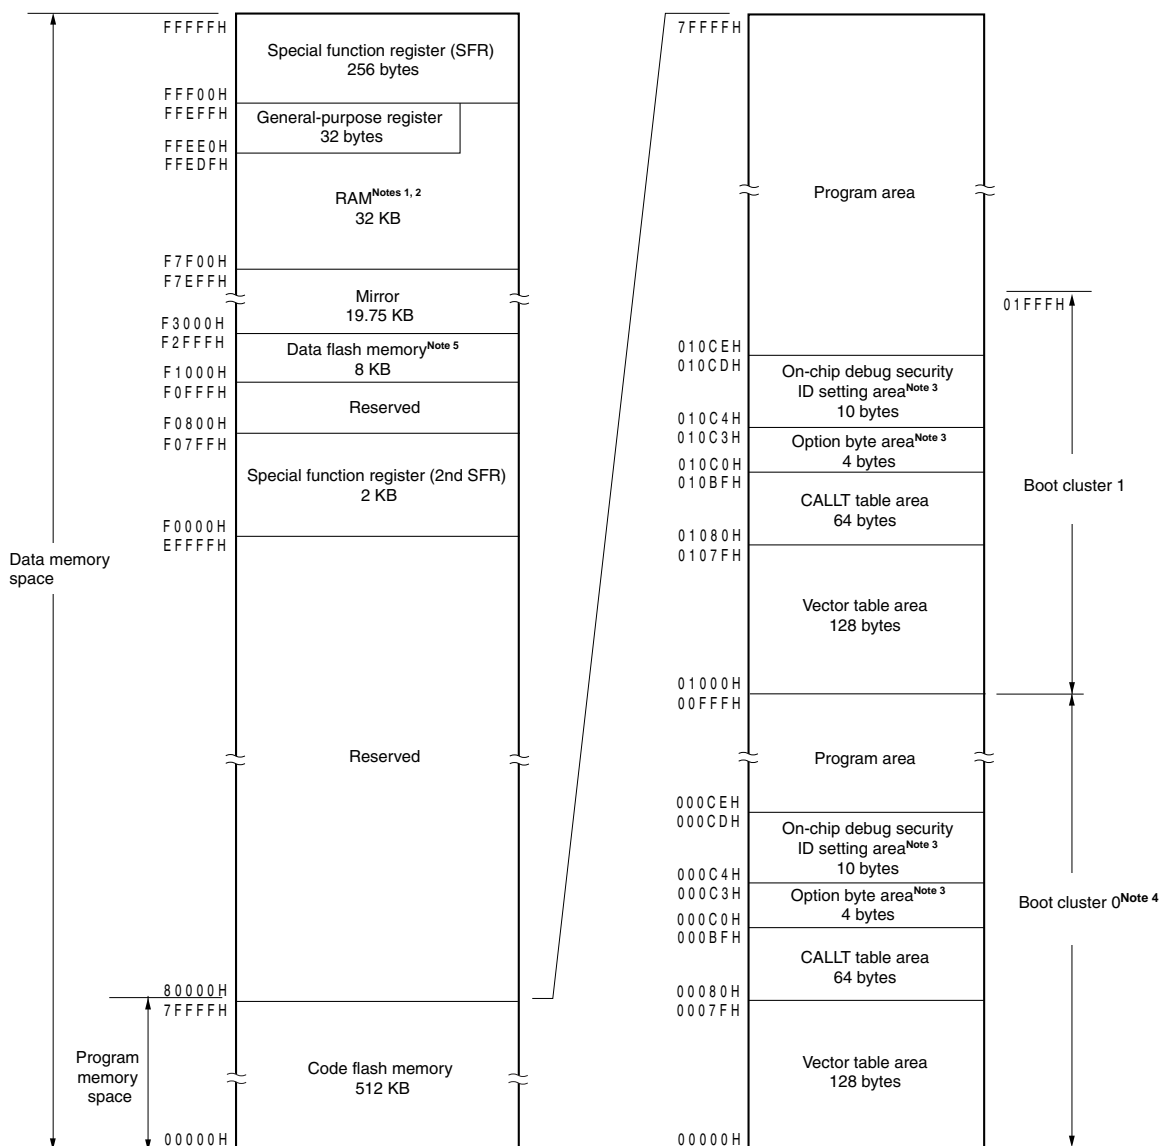 FFFFFH
Special function register (SFR)
256 bytes
FFF00H
FFEFFH
General-purpose register
32 bytes
FFEE0H
FFEDFH
RAMNotes 1, 2
32 KB
F7F00H
F7EFFH
Mirror
19.75 KB
F3000H
F2FFFH
Data flash memoryNote 5
8 KB
F1000H
F0FFFH
Reserved
F0800H
F07FFH
Special function register (2nd SFR)
2 KB
F0000H
EFFFFH
Data memory
space
Reserved
80000H
7FFFFH
Program
memory
space
Code flash memory
512 KB
00000H
7FFFFH
Program area
01FFFH
010CEH
010CDH
On-chip debug security
ID setting areaNote 3
10 bytes
010C4H
010C3H
Option byte areaNote 3
4 bytes
010C0H
010BFH
CALLT table area
64 bytes
Boot cluster 1
01080H
0107FH
Vector table area
128 bytes
01000H
00FFFH
Program area
000CEH
000CDH
On-chip debug security
ID setting areaNote 3
10 bytes
000C4H
000C3H
Option byte areaNote 3
4 bytes
Boot cluster 0Note 4
000C0H
000BFH
CALLT table area
64 bytes
00080H
0007FH
Vector table area
128 bytes
00000H